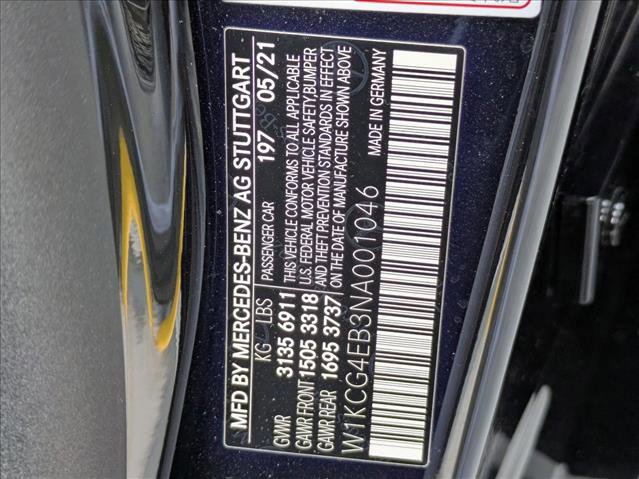 MFD BY MERCEDES-BENZ AG STUTTGART
KG LBS PASSENGER CAR 197 05/21
GVWR 3135 6911 THIS VEHICLE CONFORMS TO ALL APPLICABLE
GAWR FRONT 1505 3318 U.S. FEDERAL MOTOR VEHICLE SAFETY, BUMPER
GAWR REAR 1695 3737 AND THEFT PREVENTION STANDARDS IN EFFECT
ON THE DATE OF MANUFACTURE SHOWN ABOVE
MADE IN GERMANY
W1KCG4EB3NA001046